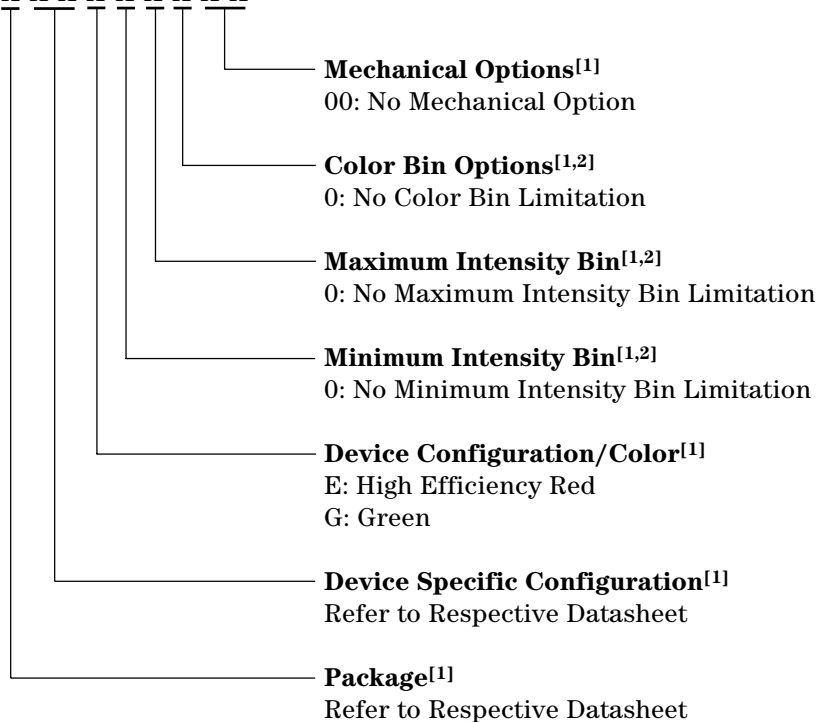 Mechanical Options[1]
00: No Mechanical Option
Color Bin Options[1,2]
0: No Color Bin Limitation
Maximum Intensity Bin[1,2]
0: No Maximum Intensity Bin Limitation
Minimum Intensity Bin[1,2]
0: No Minimum Intensity Bin Limitation
Device Configuration/Color[1]
E: High Efficiency Red
G: Green
Device Specific Configuration[1]
Refer to Respective Datasheet
Package[1]
Refer to Respective Datasheet